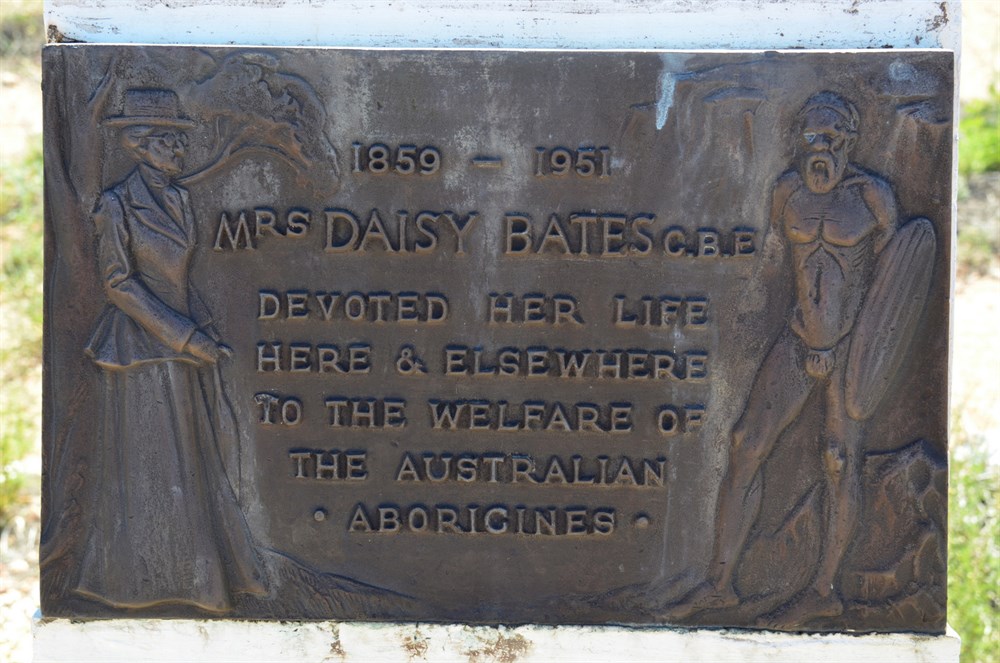 1859 – 1951
MRS DAISY BATES C.B.E
DEVOTED HER LIFE
HERE & ELSEWHERE
TO THE WELFARE OF
THE AUSTRALIAN
• ABORIGINES •